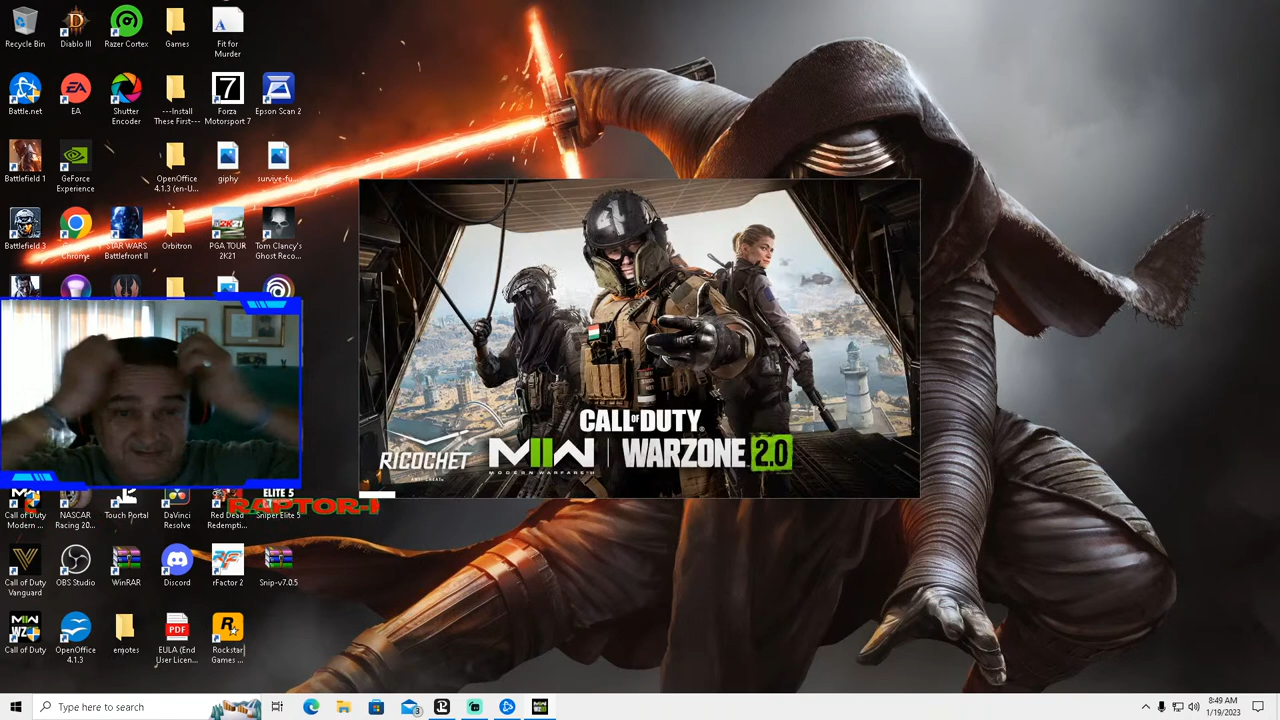 Recycle Bin
Diablo III
Razer Cortex
Games
Fit for
Murder
Battle.net
EA
Shutter
Encoder
---Install
These First---
7
Forza
Motorsport 7
Epson Scan 2
Battlefield 1
GeForce
Experience
OpenOffice
4.1.3 (en-U...
giphy
Battlefield 3
Chrome
STAR WARS
Battlefront II
Orbitron
PGA TOUR
2K21
Tom Clancy's
Ghost Reco...
CALL OF DUTY
MWII | WARZONE 2.0
MODERN WARFARE II
RICOCHET
ANTI-CHEAT
Call of Duty
Modern ...
NASCAR
Racing 20...
Touch Portal
DaVinci
Resolve
Red Dead
Redempti...
ELITE 5
Sniper Elite 5
Call of Duty
Vanguard
OBS Studio
WinRAR
Discord
rFactor 2
Snip-v7.0.5
Call of Duty
OpenOffice
4.1.3
emotes
PDF
EULA (End
User Licen...
Rockstar
Games ...
Type here to search
3
8:49 AM
1/19/2023